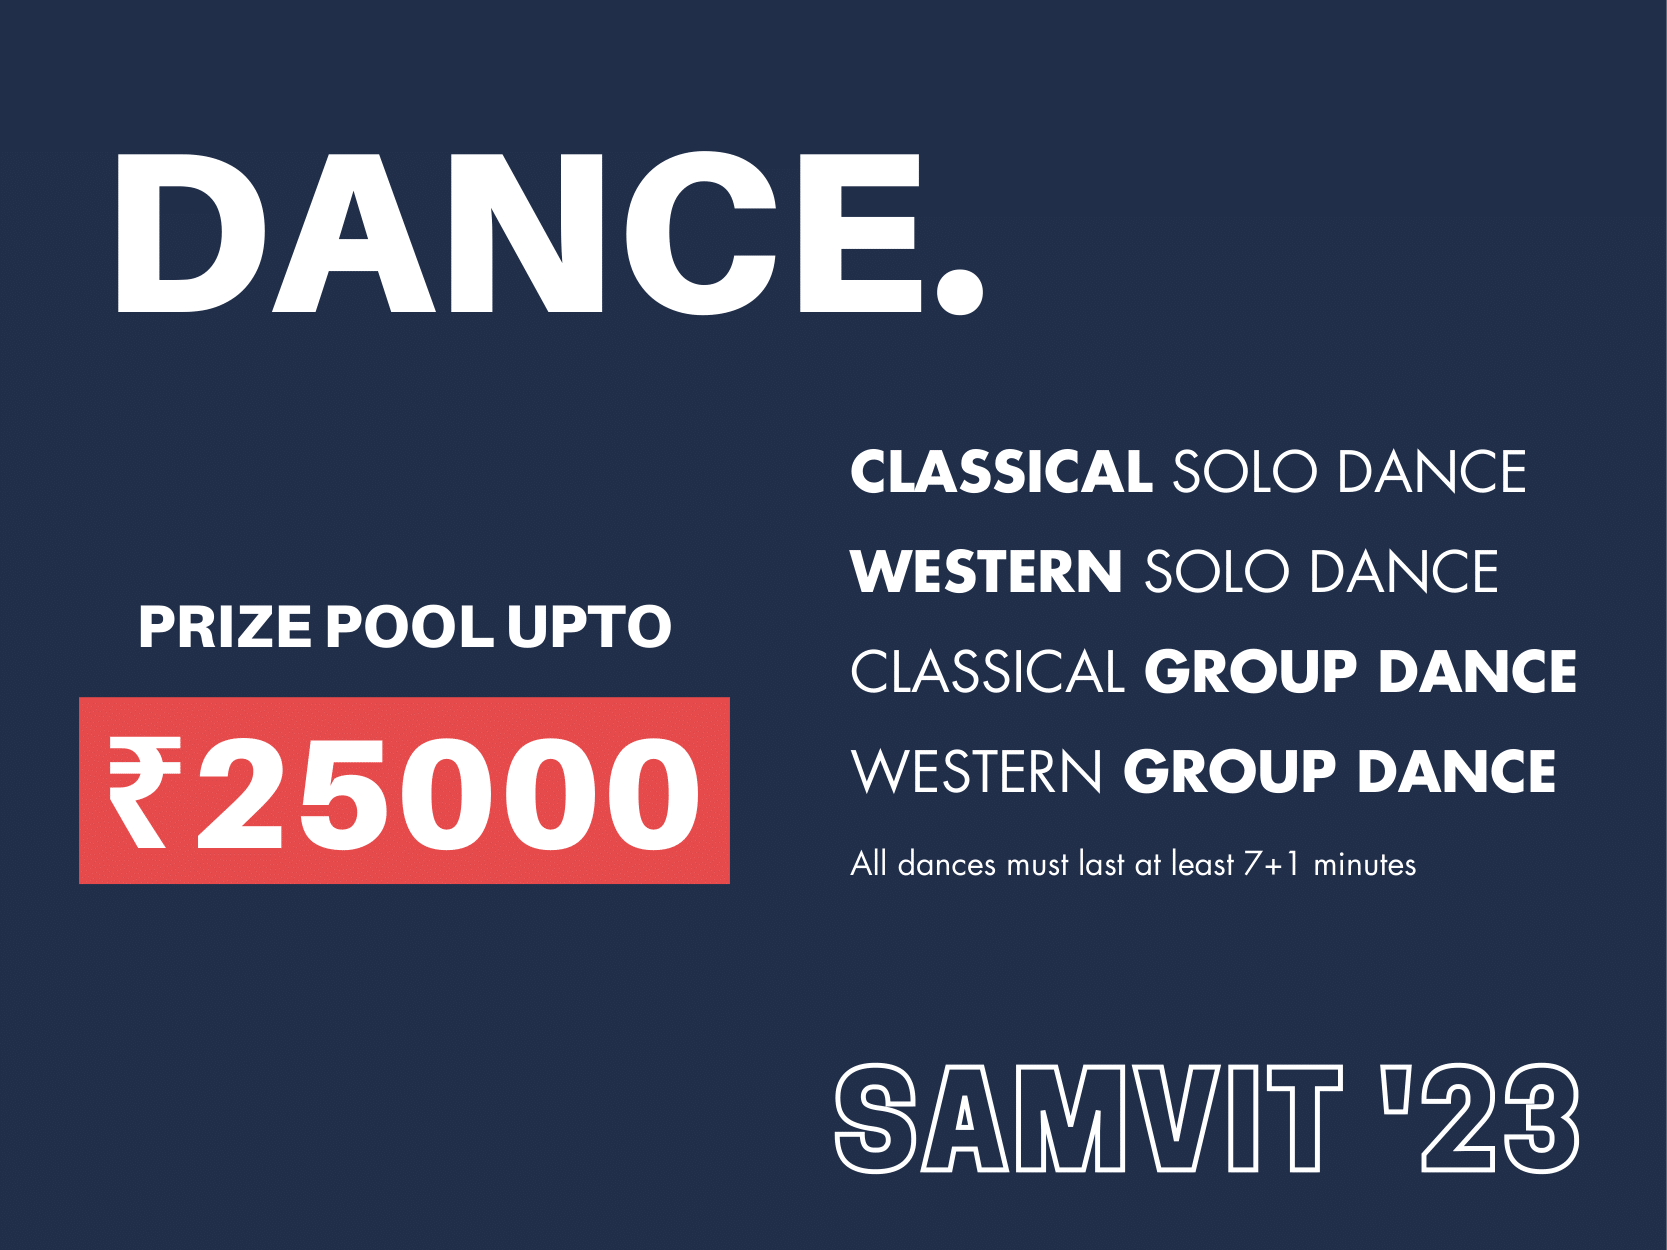 DANCE.
CLASSICAL SOLO DANCE
WESTERN SOLO DANCE
CLASSICAL GROUP DANCE
WESTERN GROUP DANCE
All dances must last at least 7+1 minutes
PRIZE POOL UPTO
₹25000
SAMVIT '23